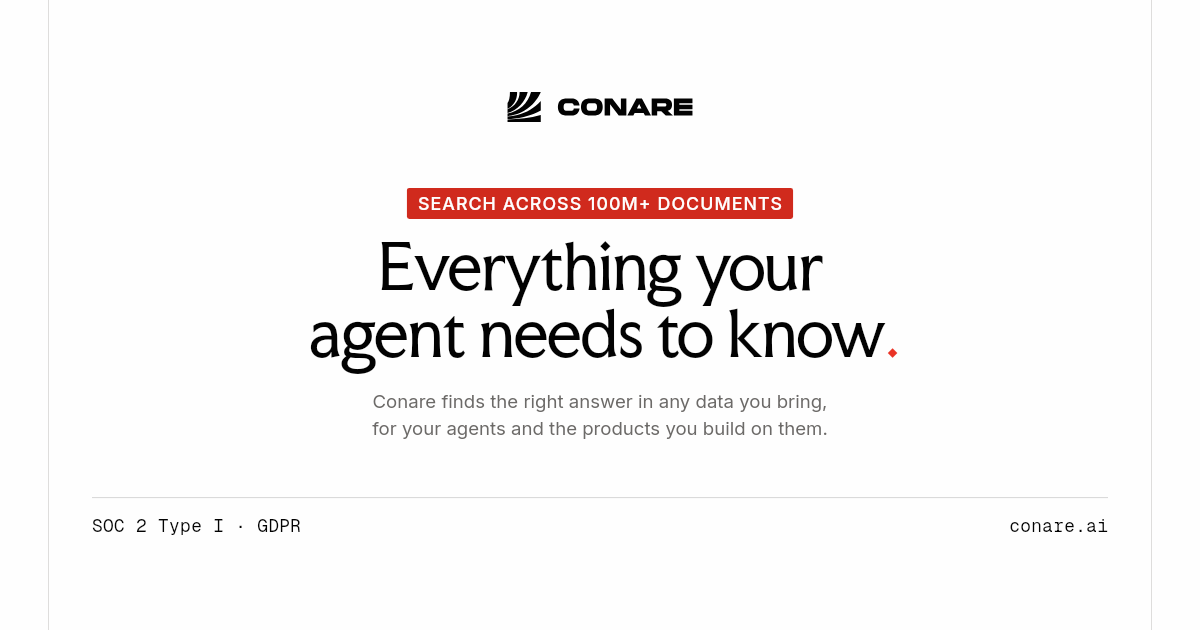 CONARE
SEARCH ACROSS 100M+ DOCUMENTS
Everything your
agent needs to know.
Conare finds the right answer in any data you bring,
for your agents and the products you build on them.
SOC 2 Type I · GDPR
conare.ai